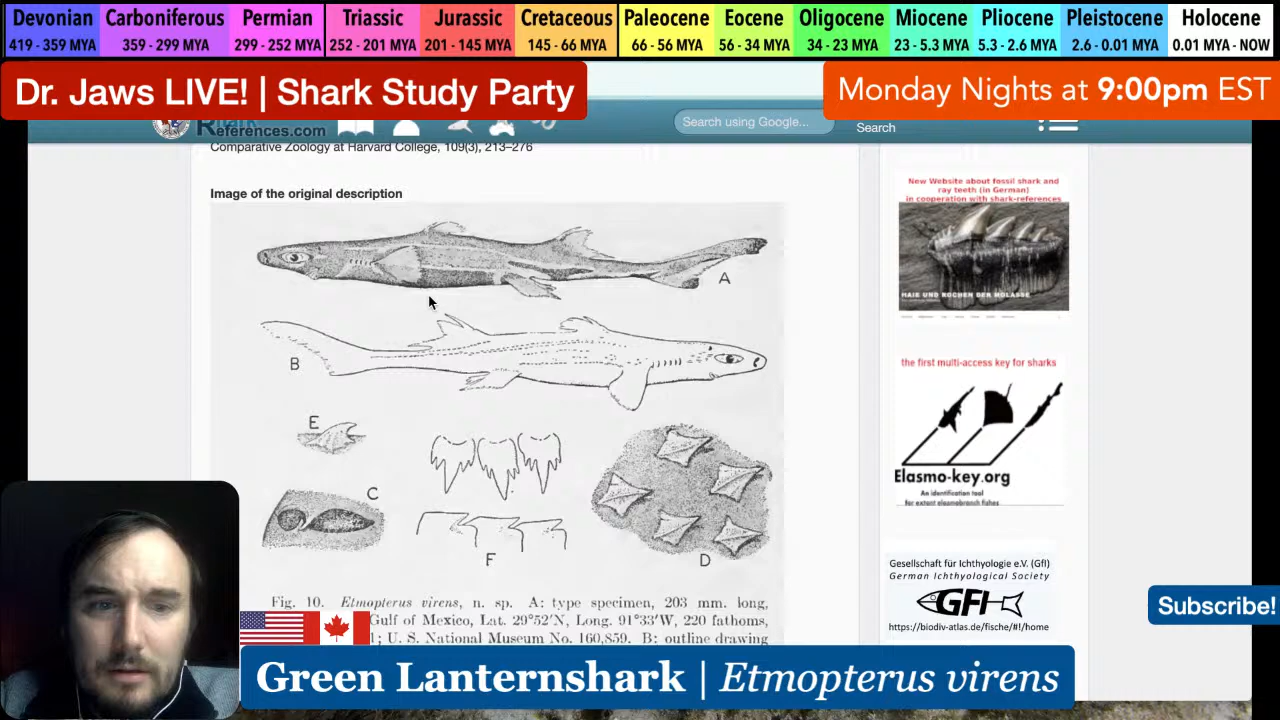 Devonian Carboniferous Permian Triassic Jurassic Cretaceous Paleocene Eocene Oligocene Miocene Pliocene Pleistocene Holocene
419 - 359 MYA 359 - 299 MYA 299 - 252 MYA 252 - 201 MYA 201 - 145 MYA 145 - 66 MYA 66 - 56 MYA 56 - 34 MYA 34 - 23 MYA 23 - 5.3 MYA 5.3 - 2.6 MYA 2.6 - 0.01 MYA 0.01 MYA - NOW
Dr. Jaws LIVE! | Shark Study Party
Monday Nights at 9:00pm EST
References.com
Search using Google...
Search
Comparative Zoology at Harvard College, 109(3), 213–276
Image of the original description
A
B
E
C
F
D
Fig. 10. Etmopterus virens, n. sp. A: type specimen, 203 mm. long,
Gulf of Mexico, Lat. 29°52'N, Long. 91°33'W, 220 fathoms,
1; U. S. National Museum No. 160,859. B: outline drawing
New Website about fossil shark and
ray teeth (in German)
in cooperation with shark-references
HAIE UND ROCHEN DER MOLASSE
the first multi-access key for sharks
Elasmo-key.org
An identification tool
for extant elasmobranch fishes
Gesellschaft für Ichthyologie e.V. (GfI)
German Ichthyological Society
GFI
https://biodiv-atlas.de/fische/#!/home
Subscribe!
Green Lanternshark | Etmopterus virens